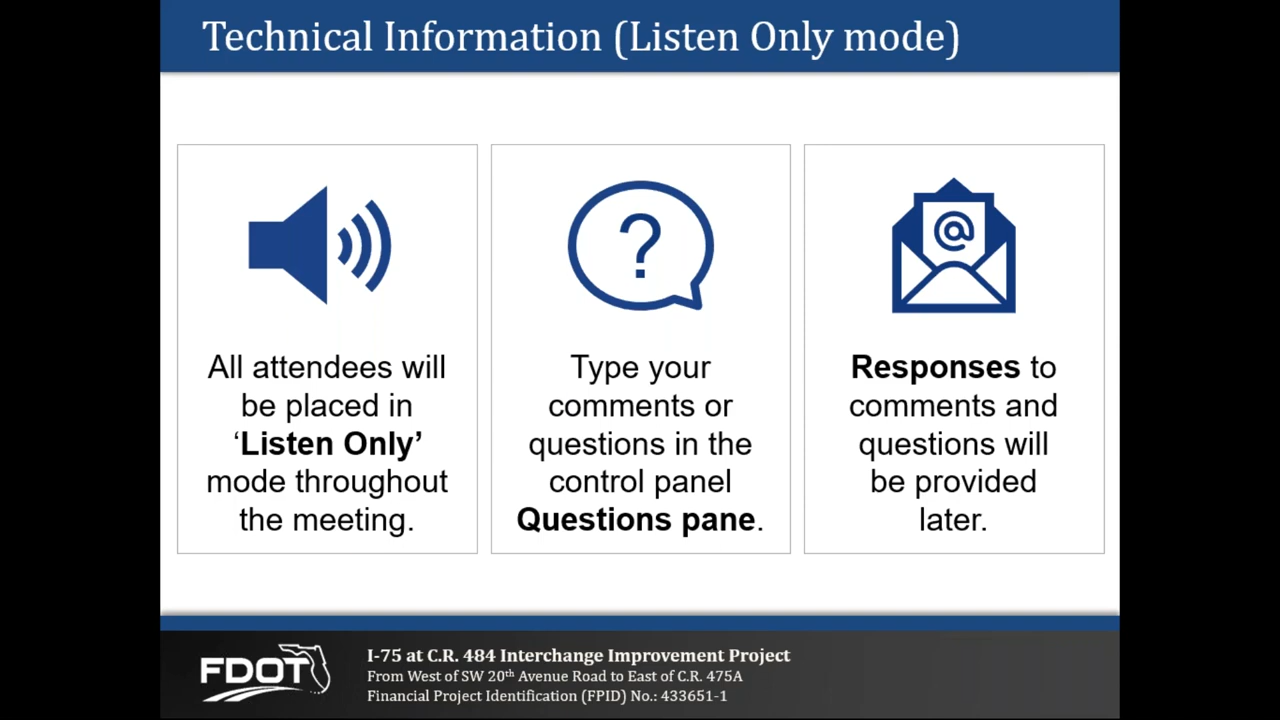 Technical Information (Listen Only mode)
All attendees will
be placed in
‘Listen Only’
mode throughout
the meeting.
?
Type your
comments or
questions in the
control panel
Questions pane.
@
Responses to
comments and
questions will
be provided
later.
FDOT
I-75 at C.R. 484 Interchange Improvement Project
From West of SW 20th Avenue Road to East of C.R. 475A
Financial Project Identification (FPID) No.: 433651-1